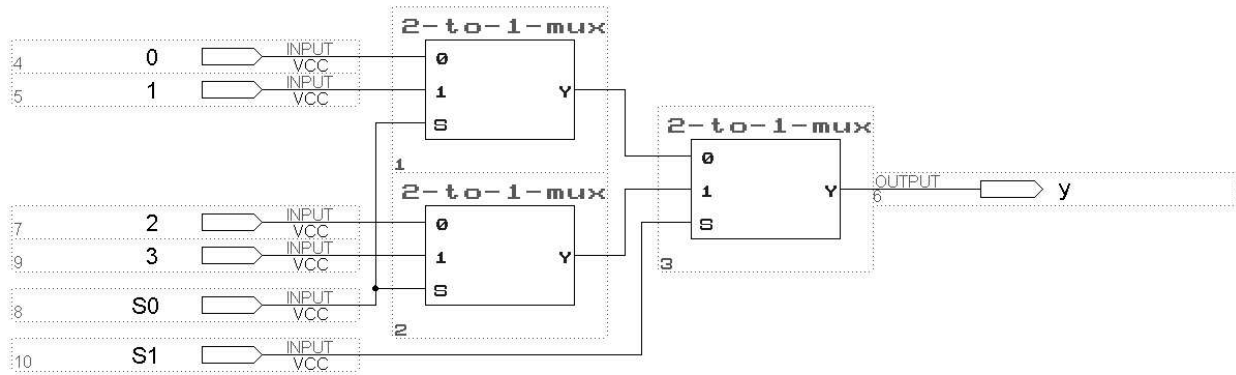 2-to-1-mux
4 0 INPUT VCC
5 1 INPUT VCC
0
1 Y
S
1
2-to-1-mux
7 2 INPUT VCC
9 3 INPUT VCC
8 S0 INPUT VCC
10 S1 INPUT VCC
0
1 Y
S
2
2-to-1-mux
0
1 Y
S
3
OUTPUT
6
y